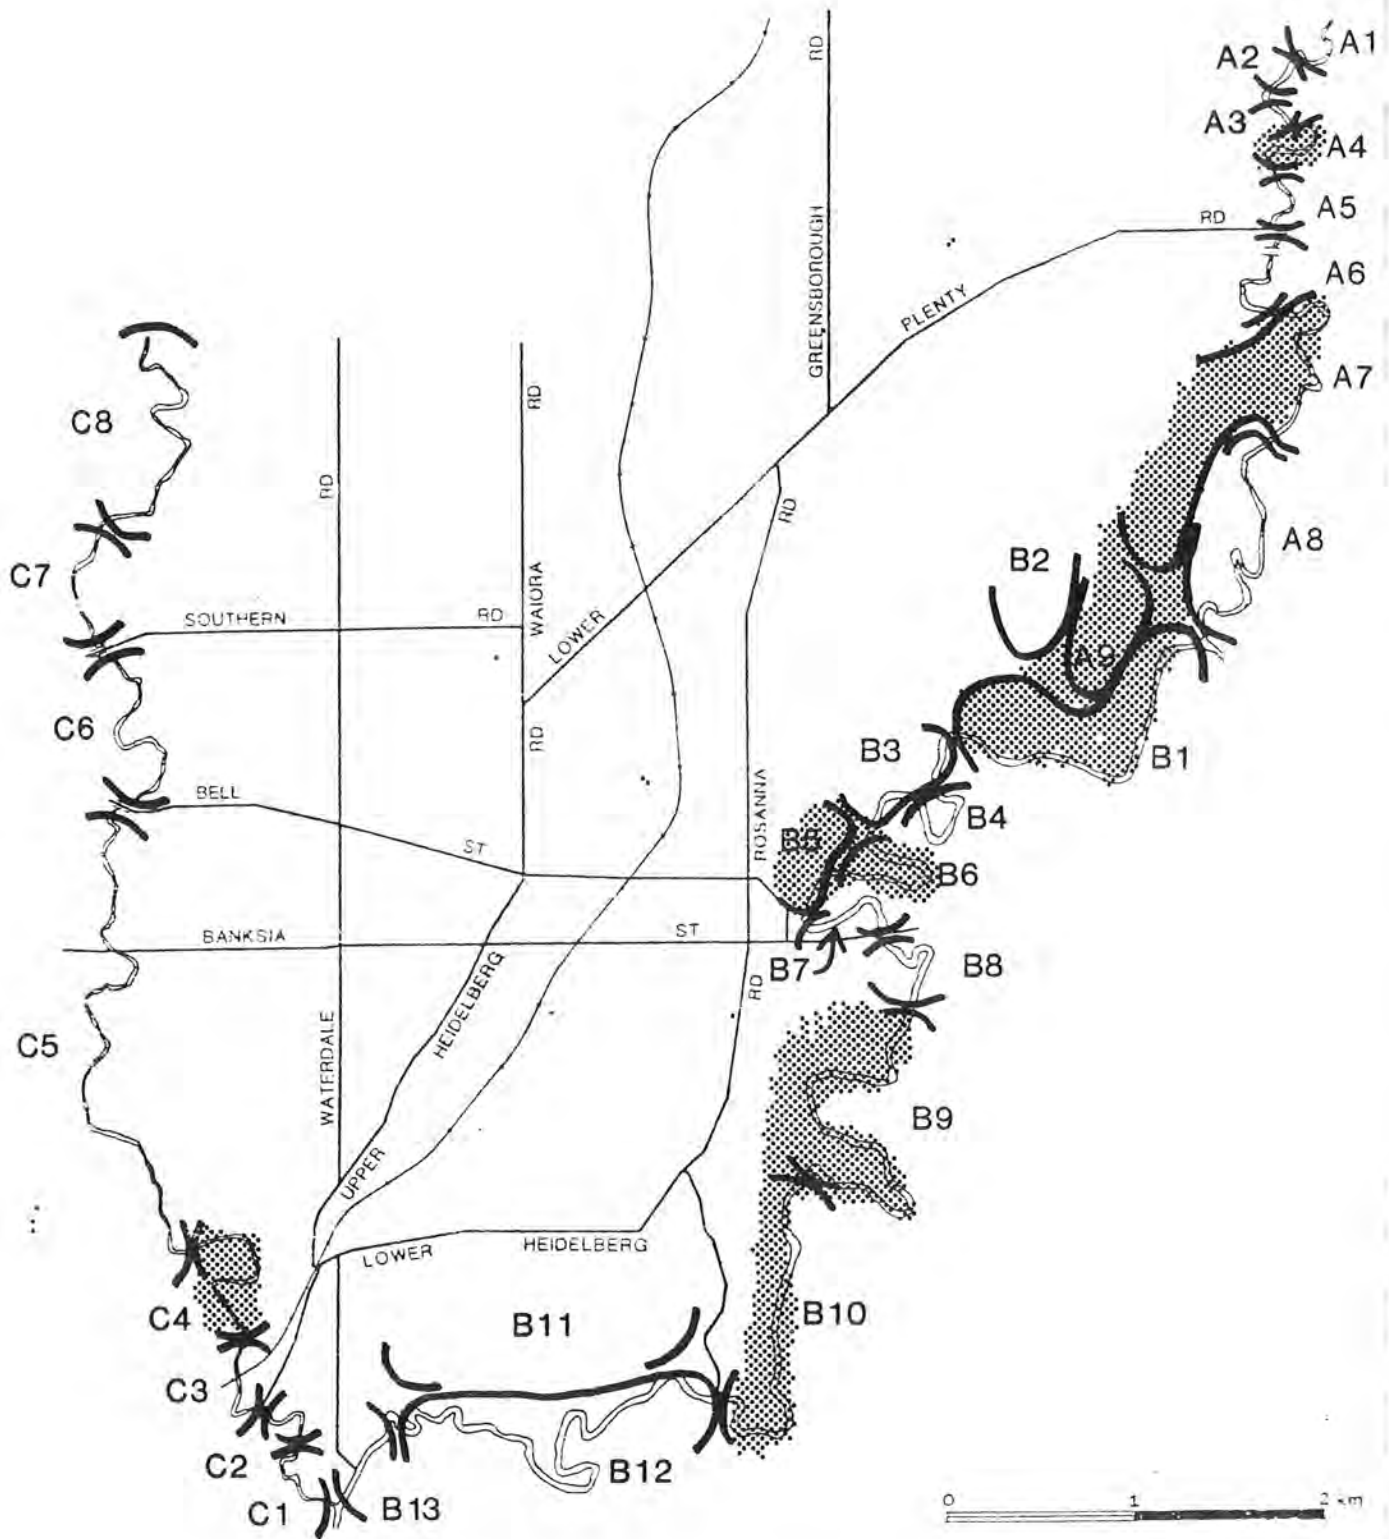 A1
A2
RD
A3
A4
A5
RD
GREENSBOROUGH
A6
PLENTY
A7
C8
RD
RD
RD
A8
C7
B2
SOUTHERN
RD
WAIORA
LOWER
A9
C6
RD
B3
B1
BELL
ROSANNA
B4
ST
B5
B6
BANKSIA
ST
B7
B8
HEIDELBERG
RD
C5
WATERDALE
B9
UPPER
LOWER
HEIDELBERG
C4
B11
B10
C3
C2
B12
C1
B13
0
1
2 km